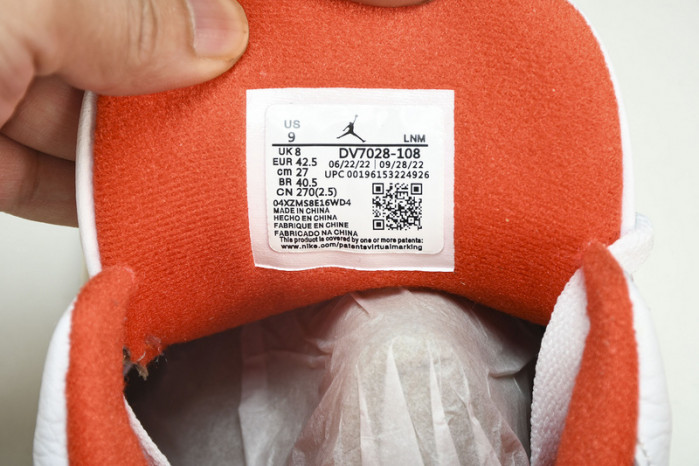 US
9 LNM
UK 8 DV7028-108
EUR 42.5 06/22/22 09/28/22
cm 27 UPC 00196153224926
BR 40.5
CN 270(2.5)
04XZMS8E16WD4
MADE IN CHINA
HECHO EN CHINA
FABRIQUE EN CHINE
FABRICADO NA CHINA
This product is covered by one or more patents:
www.nike.com/patentsvirtualmarking